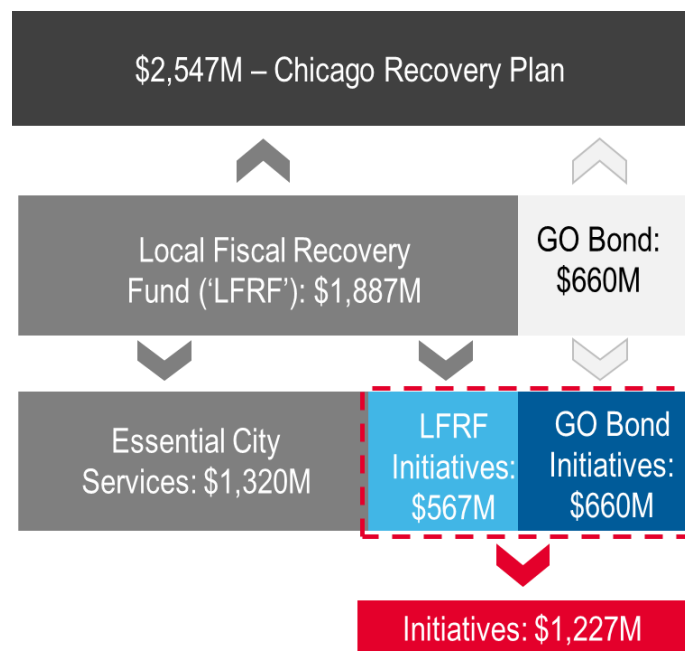 $2,547M – Chicago Recovery Plan
Local Fiscal Recovery
Fund (‘LFRF’): $1,887M
GO Bond:
$660M
Essential City
Services: $1,320M
LFRF
Initiatives:
$567M
GO Bond
Initiatives:
$660M
Initiatives: $1,227M